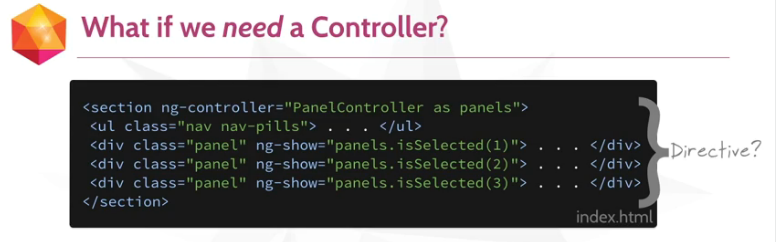 What if we need a Controller?
<section ng-controller="PanelController as panels">
<ul class="nav nav-pills"> . . . </ul>
<div class="panel" ng-show="panels.isSelected(1)"> . . . </div>
<div class="panel" ng-show="panels.isSelected(2)"> . . . </div>
<div class="panel" ng-show="panels.isSelected(3)"> . . . </div>
</section>
Directive?
index.html